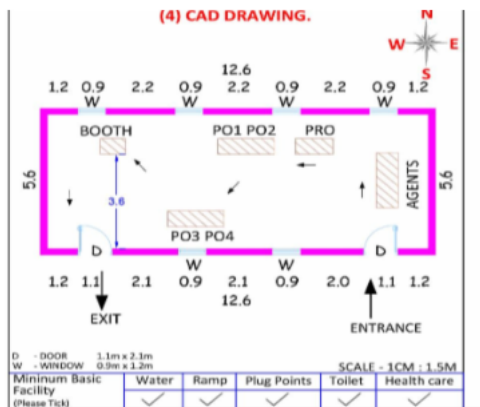 (4) CAD DRAWING.
N
W E
S
12.6
1.2 0.9 2.2 0.9 2.2 0.9 2.2 0.9 1.2
W W W W
BOOTH PO1 PO2 PRO
5.6 5.6
AGENTS
3.6
PO3 PO4
D D
W W
1.2 1.1 2.1 0.9 2.1 0.9 2.0 1.1 1.2
12.6
EXIT
ENTRANCE
D - DOOR 1.1m x 2.1m
W - WINDOW 0.9m x 1.2m
SCALE - 1CM : 1.5M
Mininum Basic Facility (Please Tick) Water Ramp Plug Points Toilet Health care